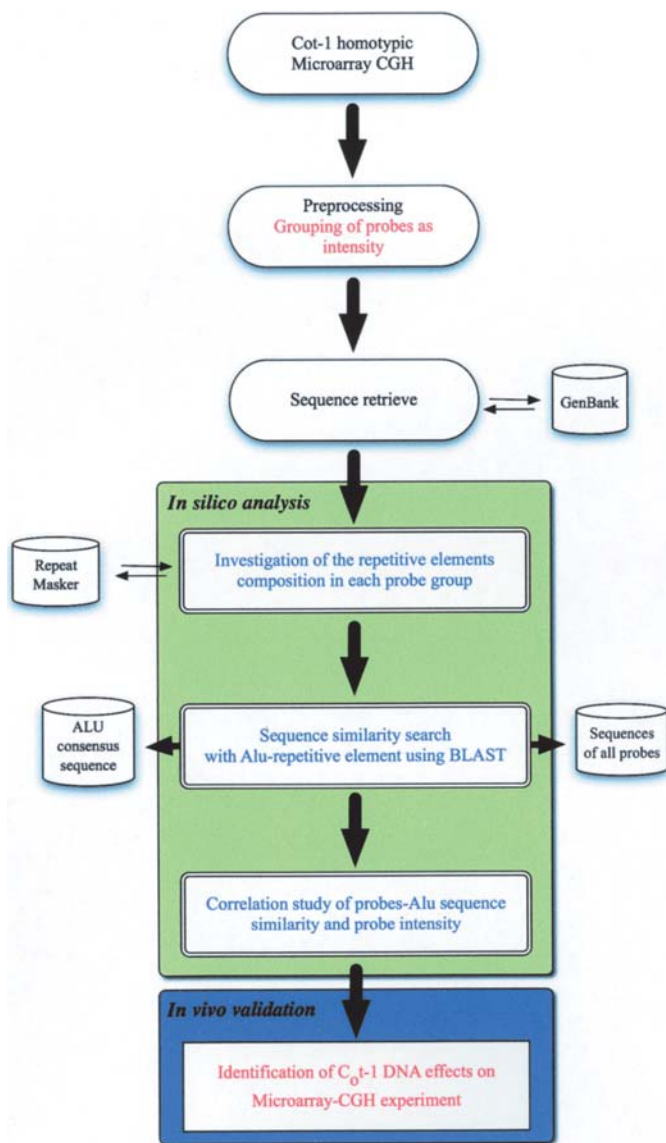 Cot-1 homotypic
Microarray CGH
Preprocessing
Grouping of probes as
intensity
Sequence retrieve
GenBank
In silico analysis
Repeat
Masker
Investigation of the repetitive elements
composition in each probe group
ALU
consensus
sequence
Sequence similarity search
with Alu-repetitive element using BLAST
Sequences
of all probes
Correlation study of probes-Alu sequence
similarity and probe intensity
In vivo validation
Identification of Cot-1 DNA effects on
Microarray-CGH experiment